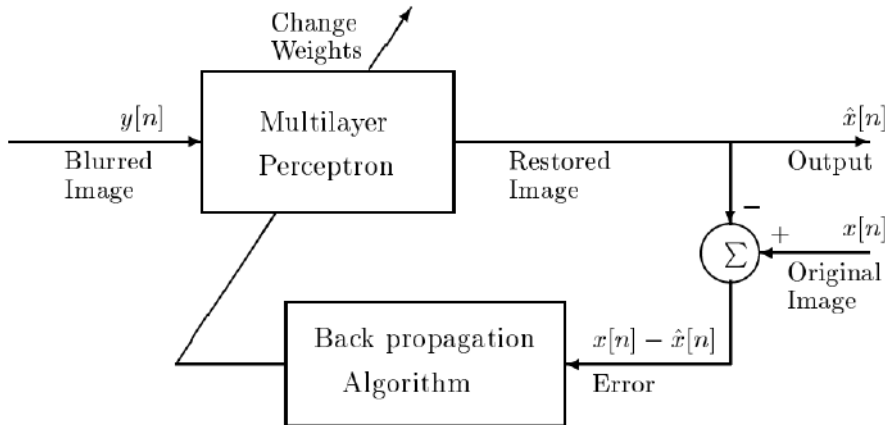 Change
Weights
y[n]
Blurred
Image
Multilayer
Perceptron
Restored
Image
x̂[n]
Output
−
Σ
+
x[n]
Original
Image
Back propagation
Algorithm
x[n] − x̂[n]
Error